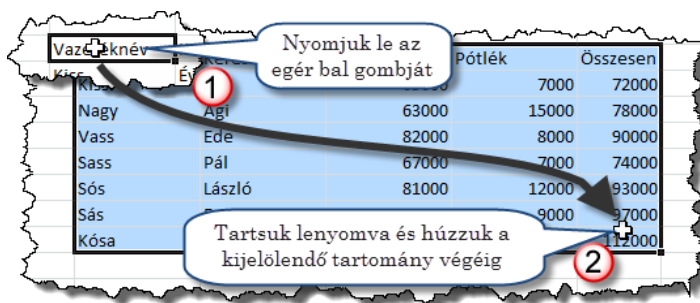 Vazetéknév
Nyomjuk le az
egér bal gombját
Pótlék
Összesen
1
7000 72000
Nagy Ági 63000 15000 78000
Vass Ede 82000 8000 90000
Sass Pál 67000 7000 74000
Sós László 81000 12000 93000
Sás 9000 97000
Kósa 112000
Tartsuk lenyomva és húzzuk a
kijelölendő tartomány végéig
2